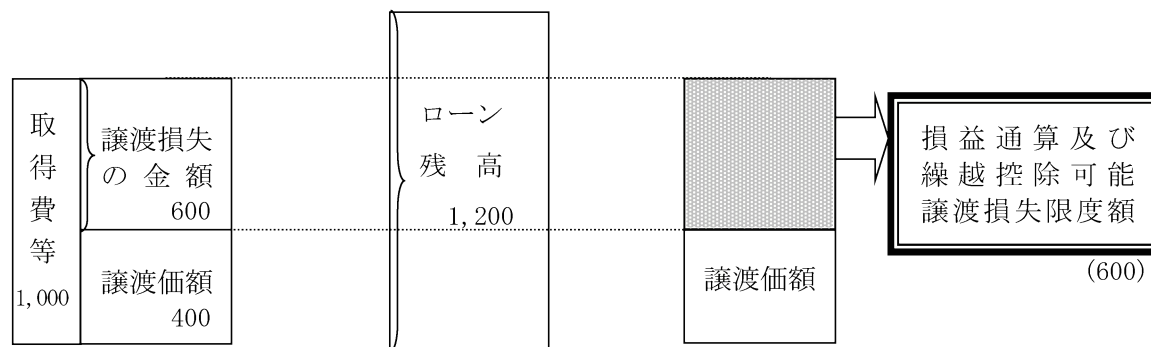 取得費等
1,000
譲渡損失
の金額
600
譲渡価額
400
ローン
残高
1,200
譲渡価額
損益通算及び
繰越控除可能
譲渡損失限度額
(600)